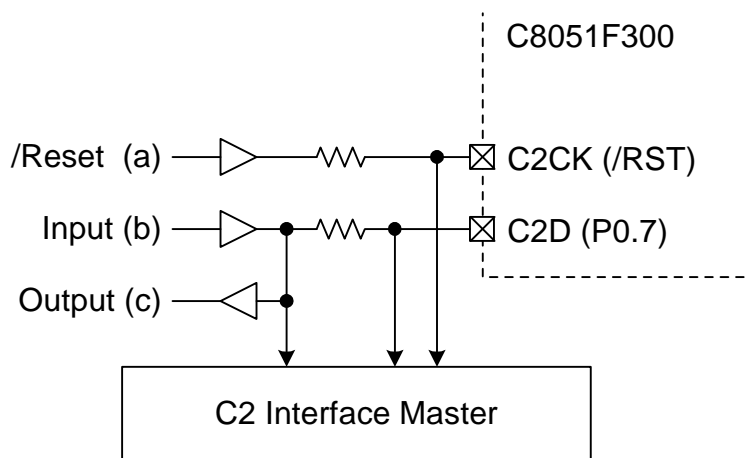 C8051F300
/Reset (a)
C2CK (/RST)
Input (b)
C2D (P0.7)
Output (c)
C2 Interface Master